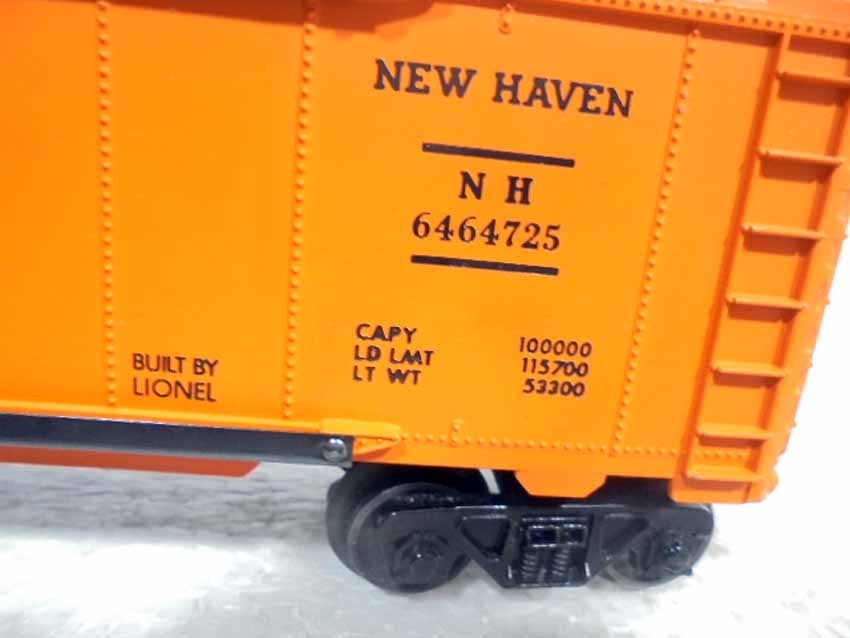 NEW HAVEN
N H
6464725
CAPY 100000
LD LMT 115700
LT WT 53300
BUILT BY
LIONEL